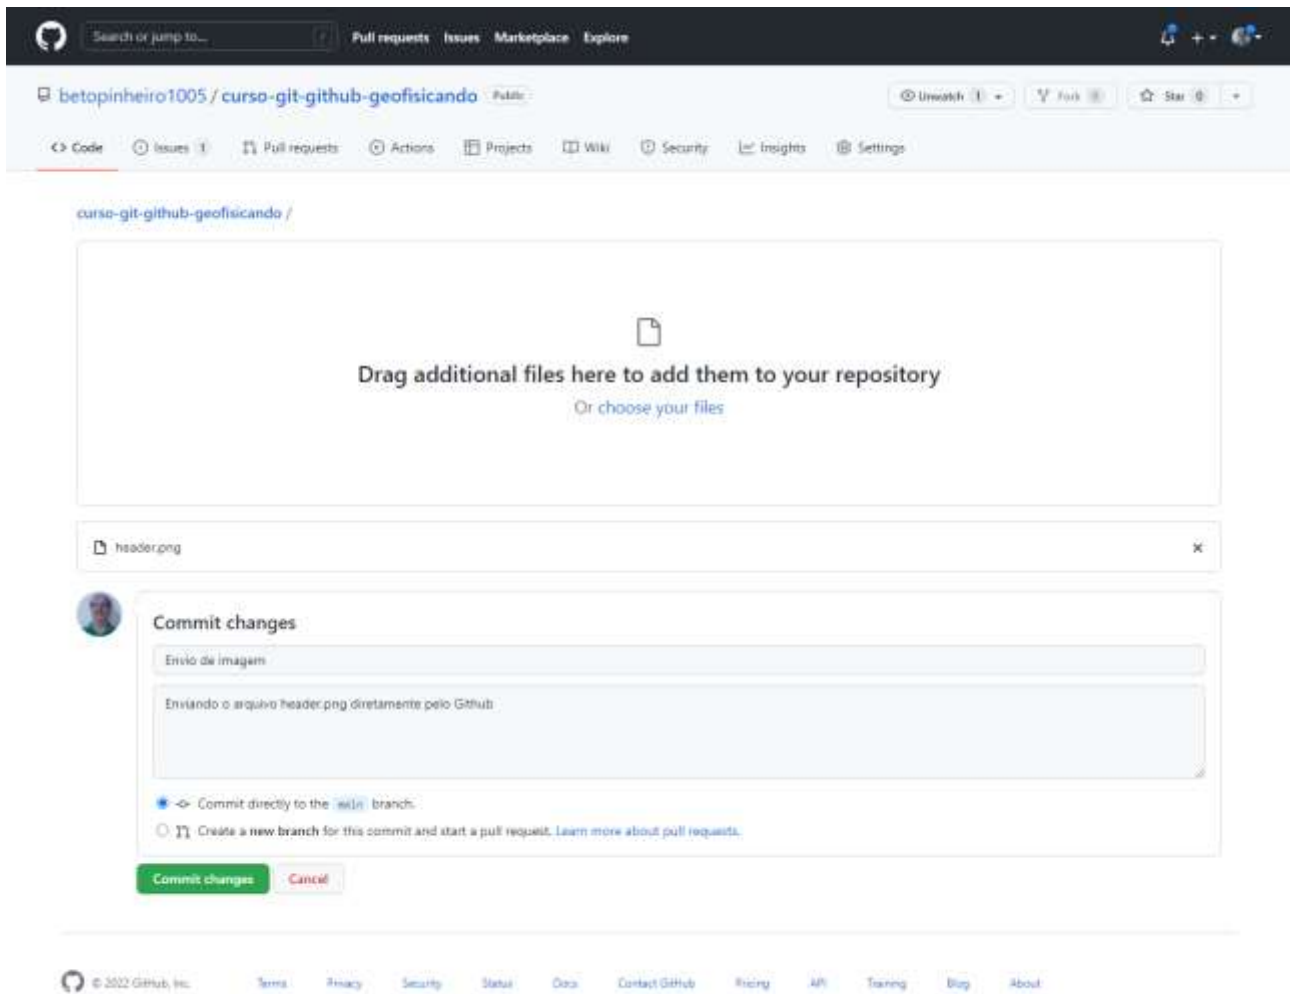 Search or jump to... /
Pull requests Issues Marketplace Explore
betopinheiro1005 / curso-git-github-geofisicando Public
Unwatch 1 Fork 0 Star 0
<> Code Issues 1 Pull requests Actions Projects Wiki Security Insights Settings
curso-git-github-geofisicando /
Drag additional files here to add them to your repository
Or choose your files
header.png
Commit changes
Envio de imagem
Enviando o arquivo header.png diretamente pelo Github
Commit directly to the main branch.
Create a new branch for this commit and start a pull request. Learn more about pull requests.
Commit changes Cancel
© 2022 GitHub, Inc. Terms Privacy Security Status Docs Contact GitHub Pricing API Training Blog About